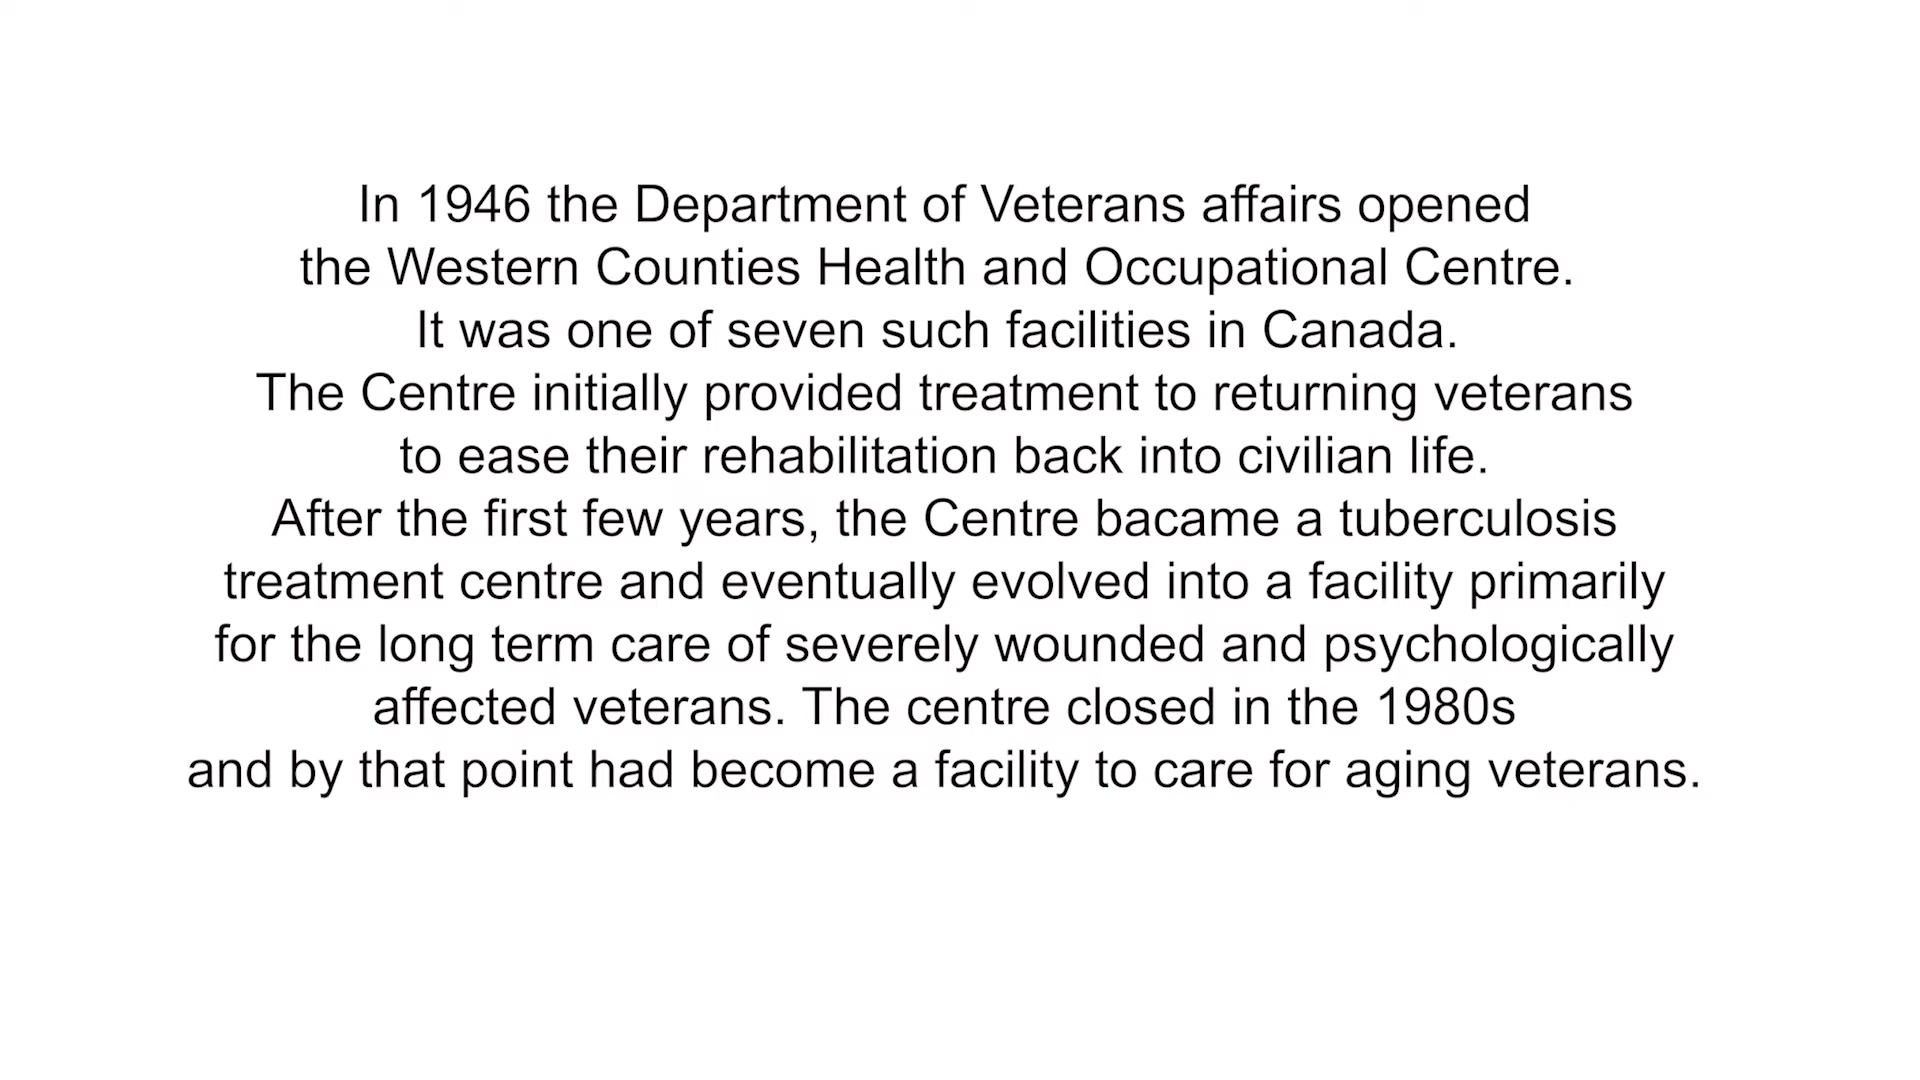 In 1946 the Department of Veterans affairs opened
the Western Counties Health and Occupational Centre.
It was one of seven such facilities in Canada.
The Centre initially provided treatment to returning veterans
to ease their rehabilitation back into civilian life.
After the first few years, the Centre bacame a tuberculosis
treatment centre and eventually evolved into a facility primarily
for the long term care of severely wounded and psychologically
affected veterans. The centre closed in the 1980s
and by that point had become a facility to care for aging veterans.